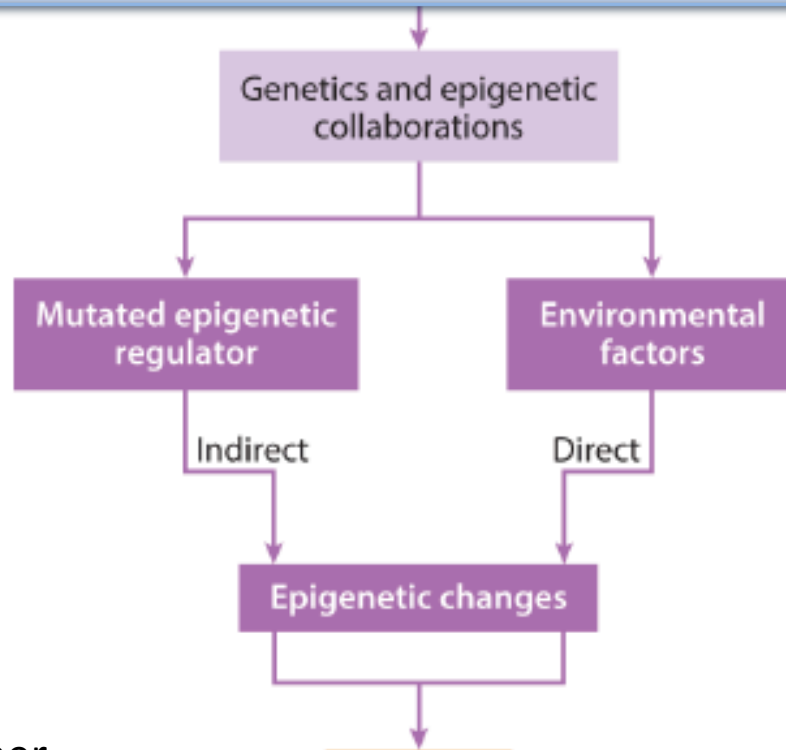 Genetics and epigenetic
collaborations
Mutated epigenetic
regulator
Environmental
factors
Indirect
Direct
Epigenetic changes